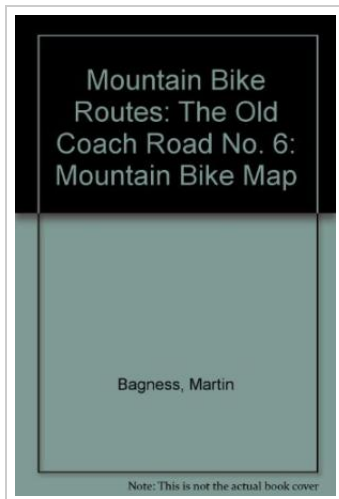 Mountain Bike
Routes: The Old
Coach Road No. 6:
Mountain Bike Map
Bagness, Martin
Note: This is not the actual book cover